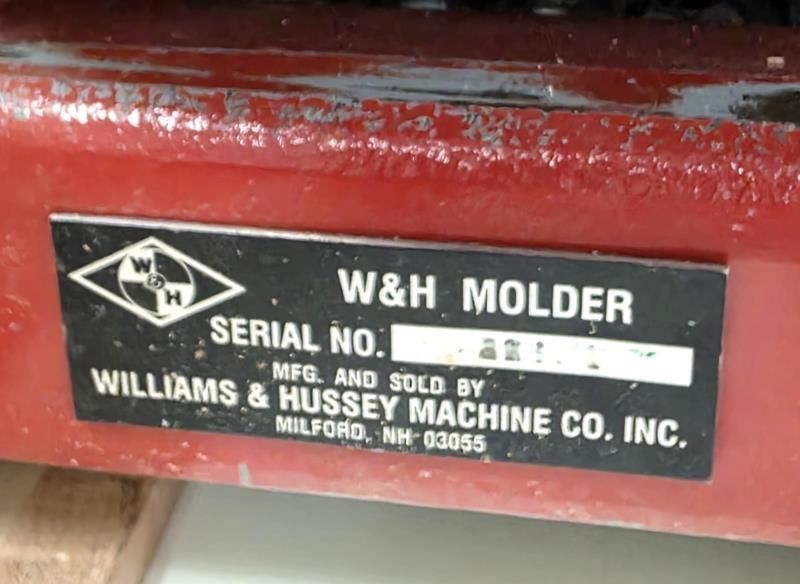 W & H
W&H MOLDER
SERIAL NO.
MFG. AND SOLD BY
WILLIAMS & HUSSEY MACHINE CO. INC.
MILFORD, NH 03055